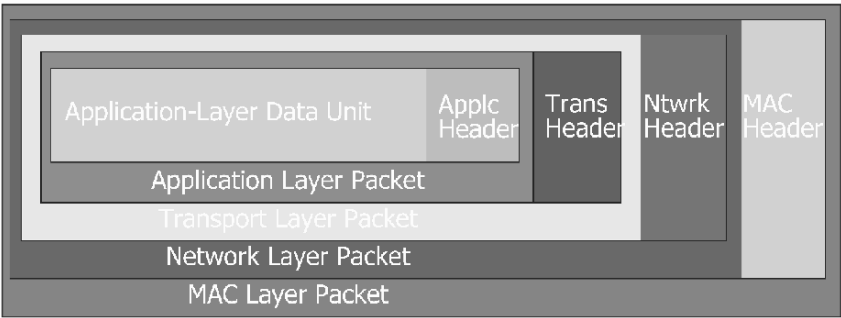 Application-Layer Data Unit
Applc
Header
Trans
Header
Ntwrk
Header
MAC
Header
Application Layer Packet
Transport Layer Packet
Network Layer Packet
MAC Layer Packet